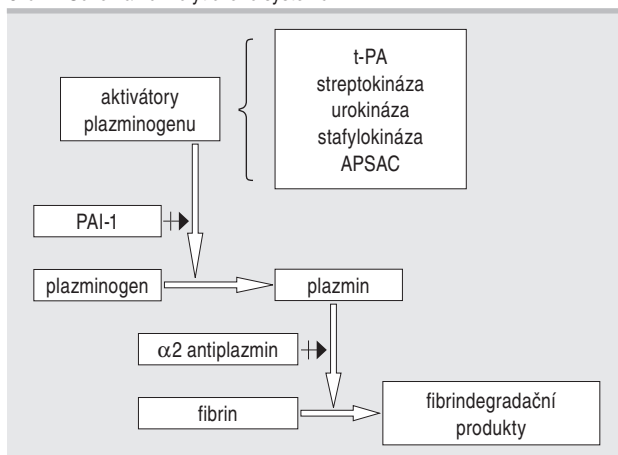 t-PA
streptokináza
urokináza
stafylokináza
APSAC
aktivátory
plazminogenu
PAI-1
plazminogen
plazmin
α2 antiplazmin
fibrin
fibrindegradační
produkty